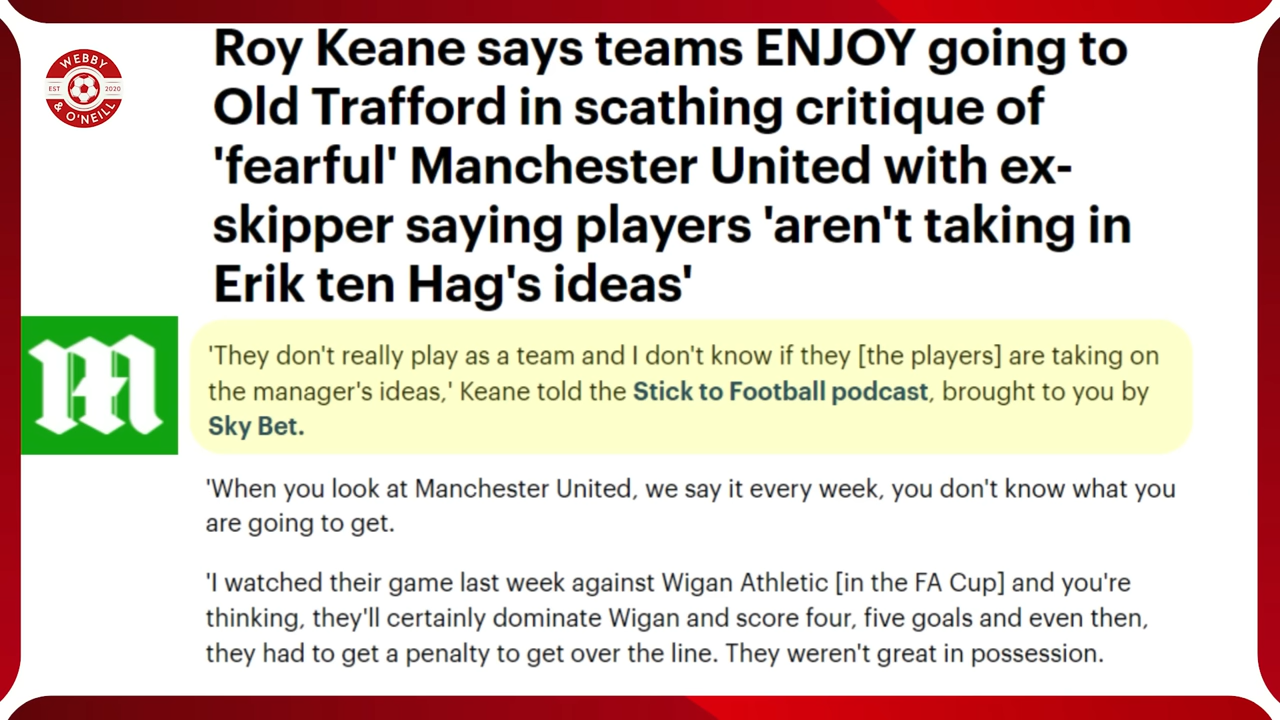 WEBBY
EST 2020
& O'NEILL
Roy Keane says teams ENJOY going to
Old Trafford in scathing critique of
'fearful' Manchester United with ex-
skipper saying players 'aren't taking in
Erik ten Hag's ideas'
M
'They don't really play as a team and I don't know if they [the players] are taking on
the manager's ideas,' Keane told the Stick to Football podcast, brought to you by
Sky Bet.
'When you look at Manchester United, we say it every week, you don't know what you
are going to get.
'I watched their game last week against Wigan Athletic [in the FA Cup] and you're
thinking, they'll certainly dominate Wigan and score four, five goals and even then,
they had to get a penalty to get over the line. They weren't great in possession.